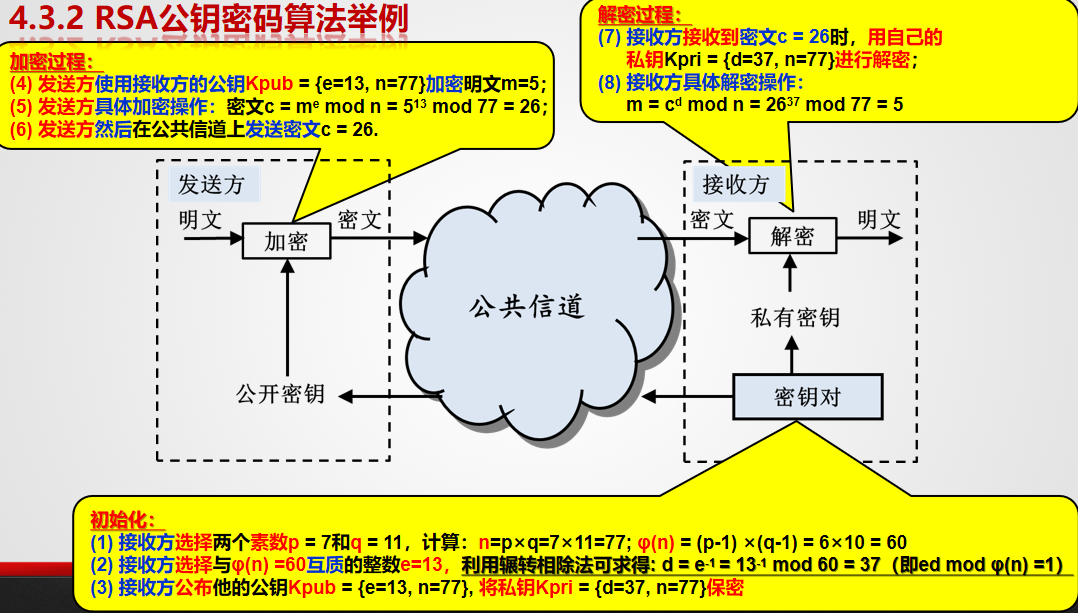 4.3.2 RSA公钥密码算法举例
加密过程：
(4) 发送方使用接收方的公钥Kpub = {e=13, n=77}加密明文m=5；
(5) 发送方具体加密操作：密文c = mᵉ mod n = 5¹³ mod 77 = 26；
(6) 发送方然后在公共信道上发送密文c = 26.
解密过程：
(7) 接收方接收到密文c = 26时，用自己的
私钥Kpri = {d=37, n=77}进行解密；
(8) 接收方具体解密操作：
m = cᵈ mod n = 26³⁷ mod 77 = 5
发送方
明文
加密
密文
公开密钥
公共信道
接收方
密文
解密
明文
私有密钥
密钥对
初始化：
(1) 接收方选择两个素数p = 7和q = 11，计算：n=p×q=7×11=77; φ(n) = (p-1) ×(q-1) = 6×10 = 60
(2) 接收方选择与φ(n) =60互质的整数e=13，利用辗转相除法可求得: d = e⁻¹ = 13⁻¹ mod 60 = 37（即ed mod φ(n) =1）
(3) 接收方公布他的公钥Kpub = {e=13, n=77}, 将私钥Kpri = {d=37, n=77}保密